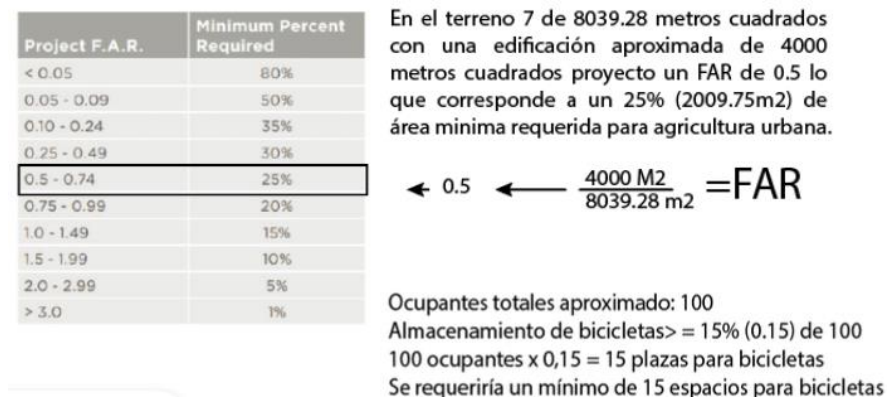 Project F.A.R. Minimum Percent Required
< 0.05 80%
0.05 - 0.09 50%
0.10 - 0.24 35%
0.25 - 0.49 30%
0.5 - 0.74 25%
0.75 - 0.99 20%
1.0 - 1.49 15%
1.5 - 1.99 10%
2.0 - 2.99 5%
> 3.0 1%
En el terreno 7 de 8039.28 metros cuadrados
con una edificación aproximada de 4000
metros cuadrados proyecto un FAR de 0.5 lo
que corresponde a un 25% (2009.75m2) de
área minima requerida para agricultura urbana.
0.5 4000 M2 =FAR
8039.28 m2
Ocupantes totales aproximado: 100
Almacenamiento de bicicletas> = 15% (0.15) de 100
100 ocupantes x 0,15 = 15 plazas para bicicletas
Se requeriría un mínimo de 15 espacios para bicicletas